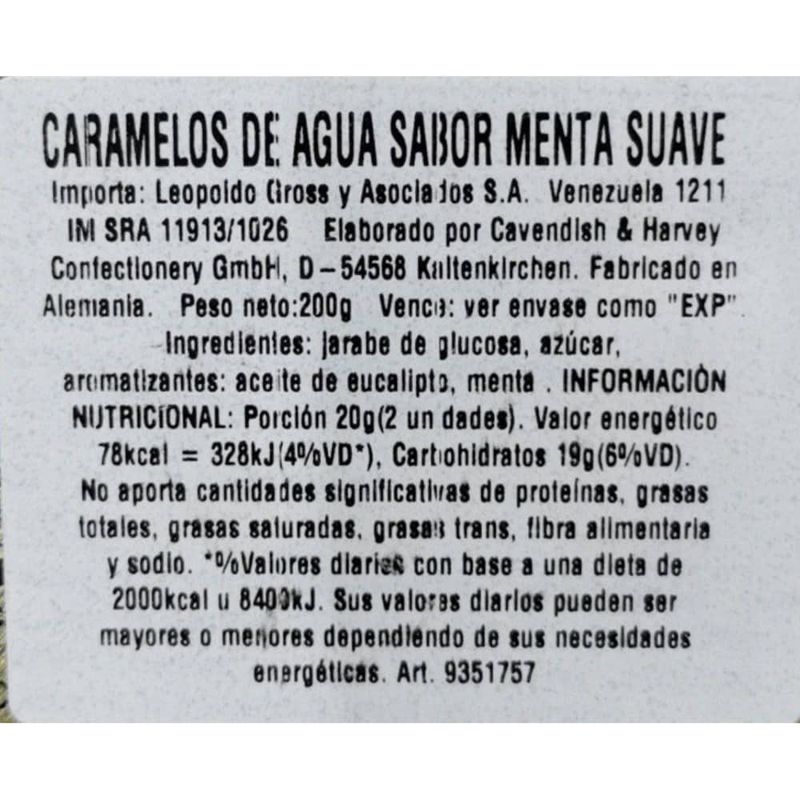 CARAMELOS DE AGUA SABOR MENTA SUAVE
Importa: Leopoldo Gross y Asociados S.A. Venezuela 1211
IM SRA 11913/1026 Elaborado por Cavendish & Harvey
Confectionery GmbH, D-54568 Kaltenkirchen. Fabricado en
Alemania. Peso neto:200g Vence: ver envase como "EXP".
Ingredientes: jarabe de glucosa, azúcar,
aromatizantes: aceite de eucalipto, menta . INFORMACIÓN
NUTRICIONAL: Porción 20g(2 un dades). Valor energético
78kcal = 328kJ(4%VD*), Carbohidratos 19g(6%VD).
No aporta cantidades significativas de proteínas, grasas
totales, grasas saturadas, grasas trans, fibra alimentaria
y sodio. *%Valores diarios con base a una dieta de
2000kcal u 8400kJ. Sus valores diarios pueden ser
mayores o menores dependiendo de sus necesidades
energéticas. Art. 9351757